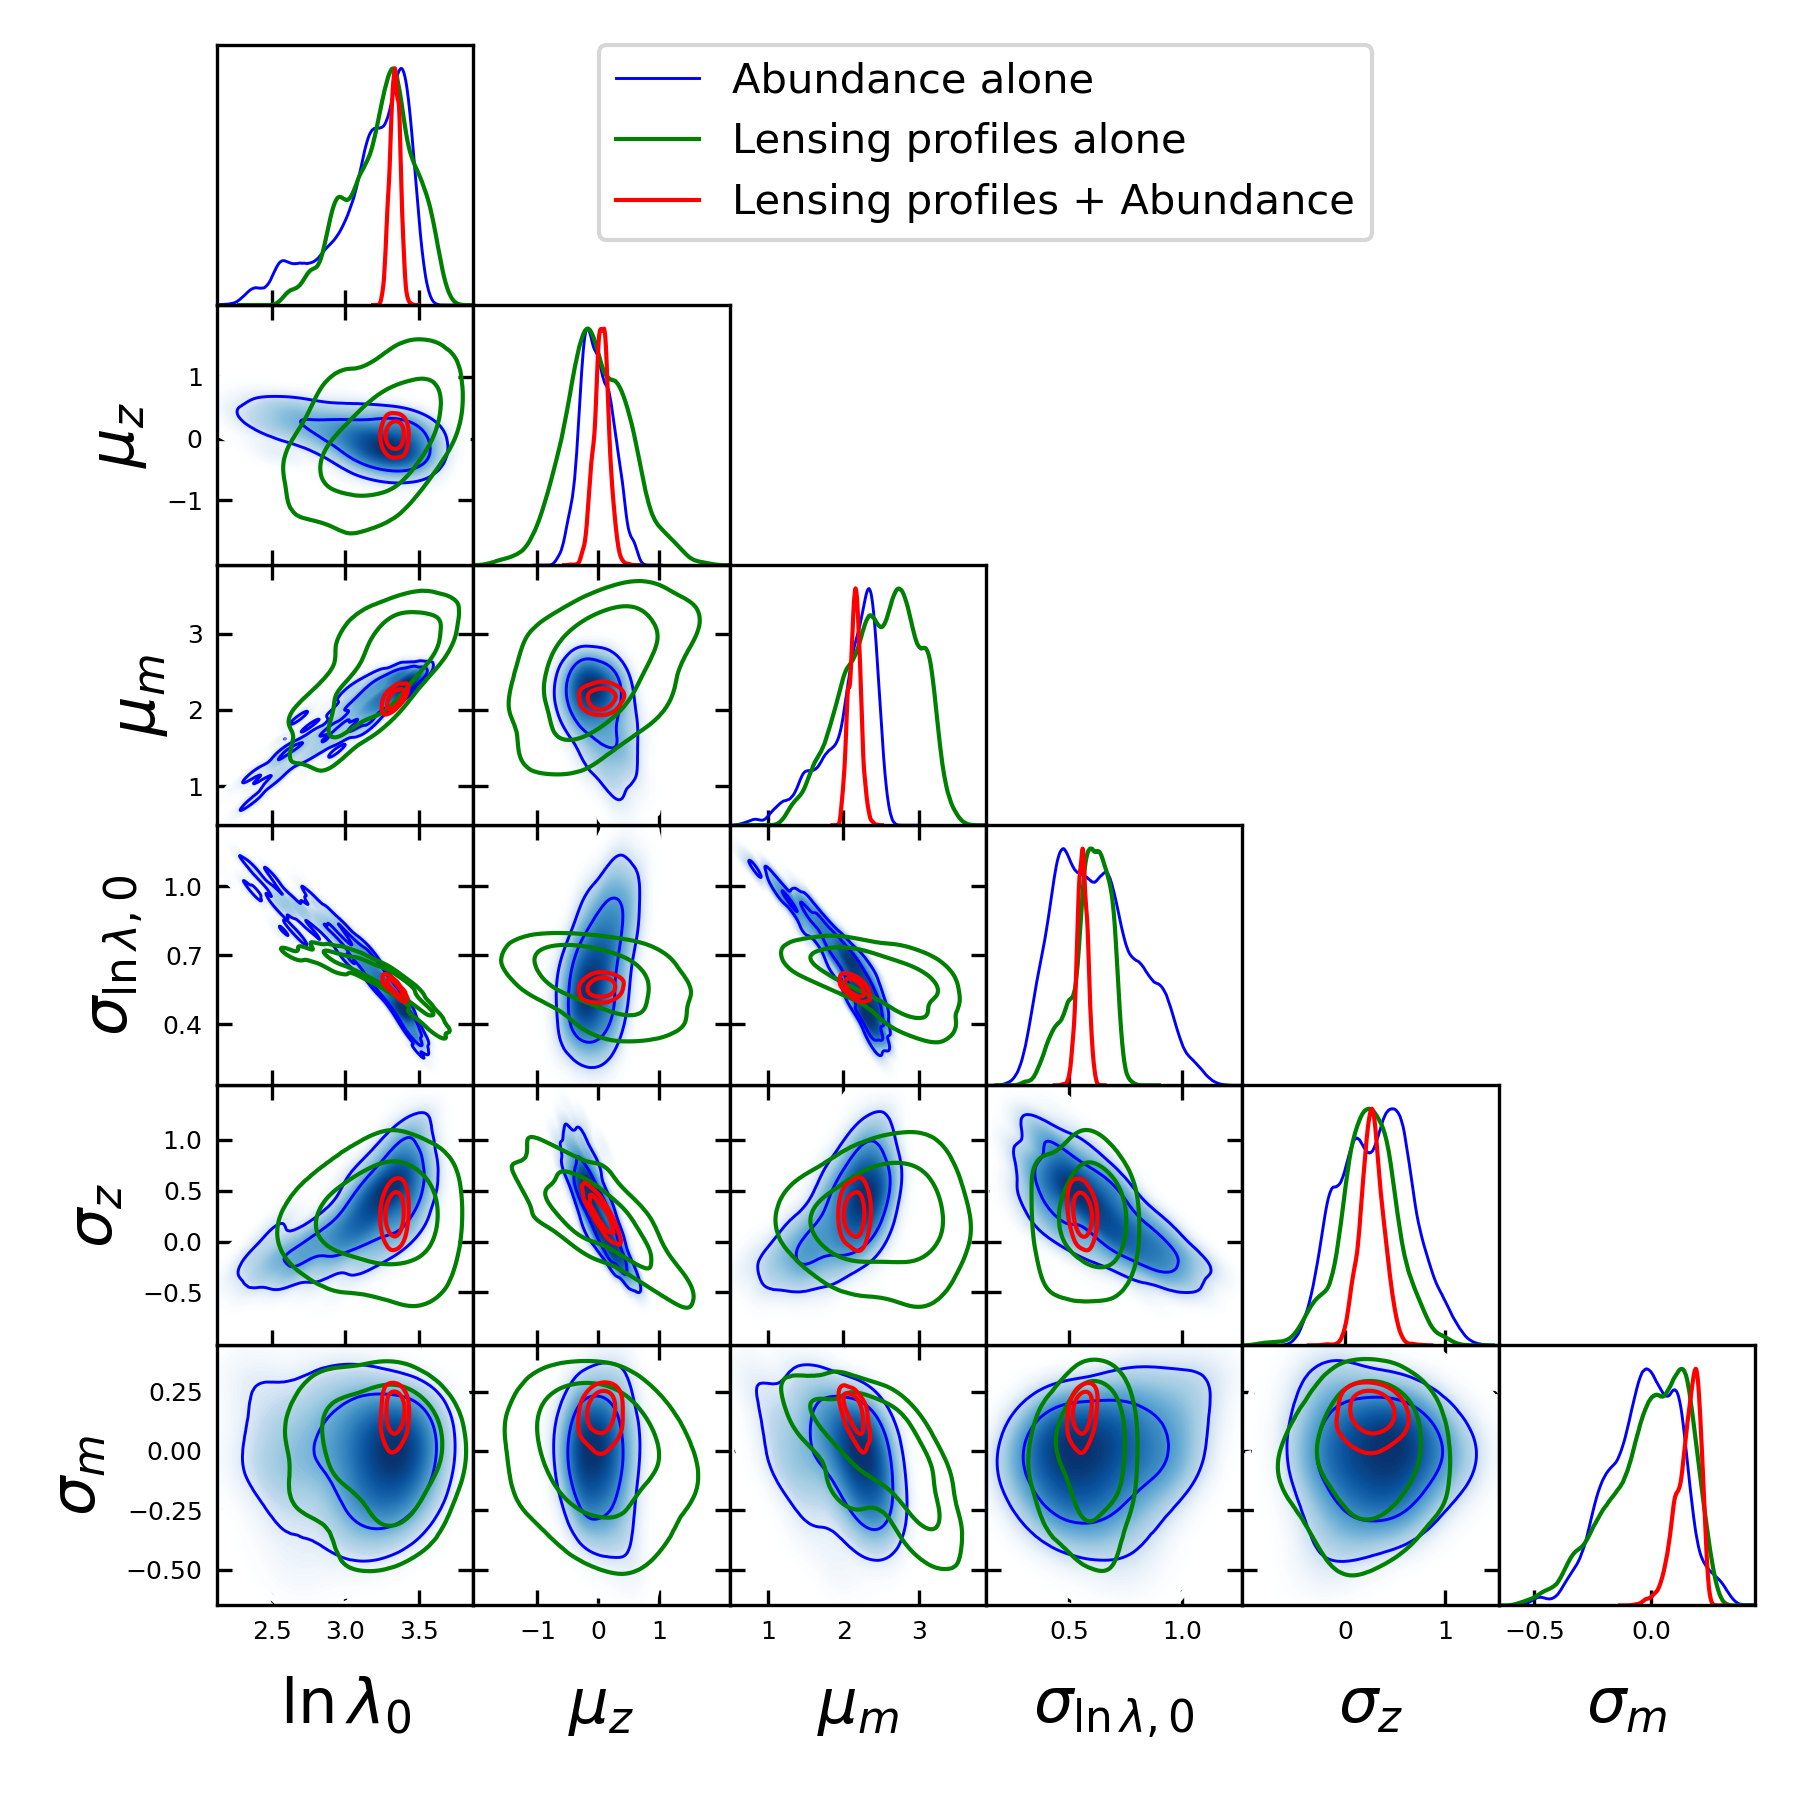 Abundance alone
Lensing profiles alone
Lensing profiles + Abundance
μz
1
0
−1
μm
3
2
1
σln λ, 0
1.0
0.7
0.4
σz
1.0
0.5
0.0
−0.5
σm
0.25
0.00
−0.25
−0.50
2.5 3.0 3.5 −1 0 1 1 2 3 0.5 1.0 0 1 −0.5 0.0
ln λ0 μz μm σln λ, 0 σz σm